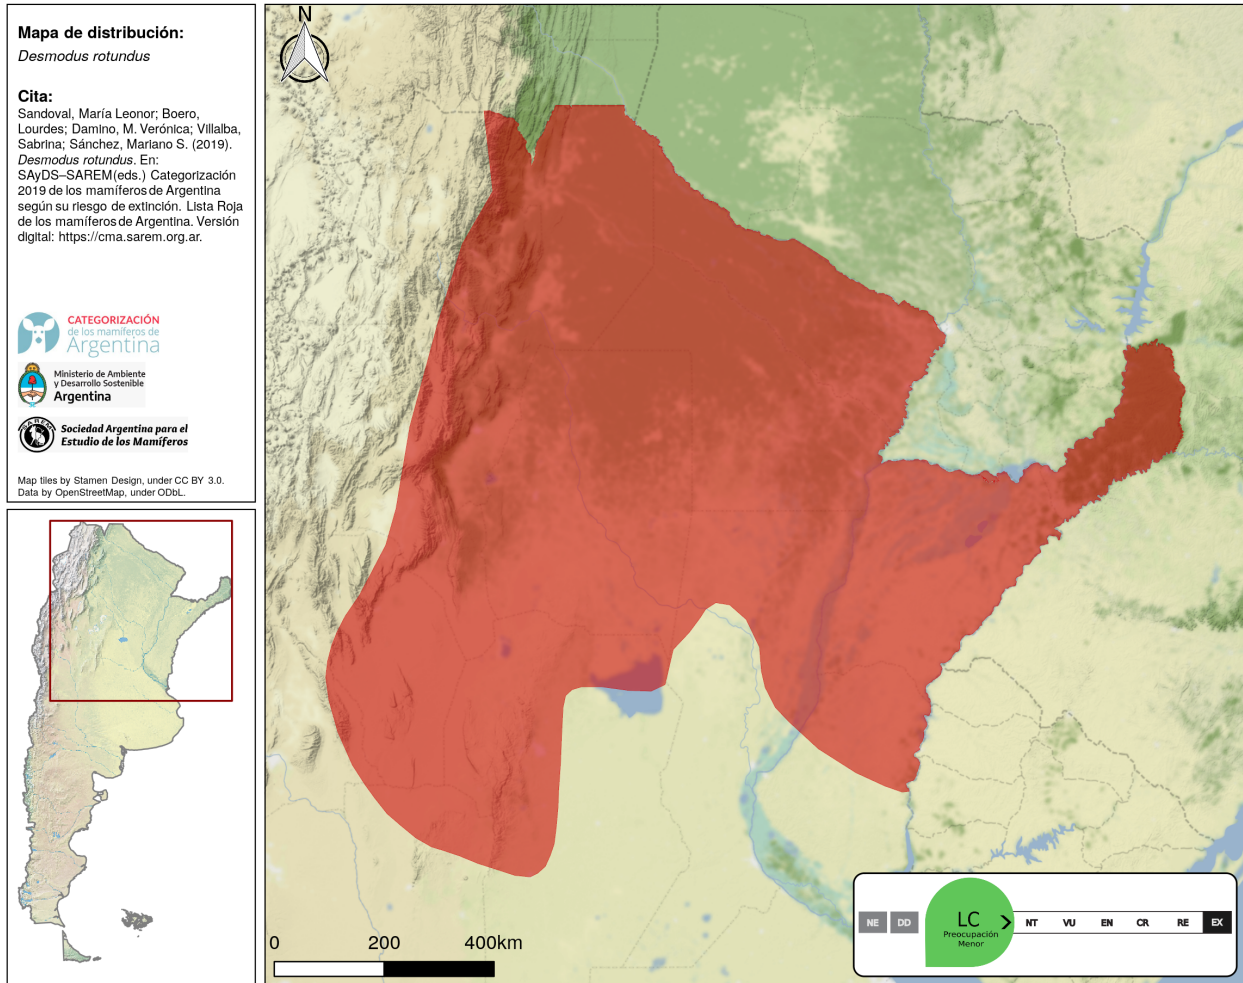 Mapa de distribución:
Desmodus rotundus
Cita:
Sandoval, María Leonor; Boero,
Lourdes; Damino, M. Verónica; Villalba,
Sabrina; Sánchez, Mariano S. (2019).
Desmodus rotundus. En:
SAyDS–SAREM(eds.) Categorización
2019 de los mamíferos de Argentina
según su riesgo de extinción. Lista Roja
de los mamíferos de Argentina. Versión
digital: https://cma.sarem.org.ar.
CATEGORIZACIÓN
de los mamíferos de
Argentina
Ministerio de Ambiente
y Desarrollo Sostenible
Argentina
SAREM
Sociedad Argentina para el
Estudio de los Mamíferos
Map tiles by Stamen Design, under CC BY 3.0.
Data by OpenStreetMap, under ODbL.
N
0 200 400km
NE DD LC NT VU EN CR RE EX
Preocupación
Menor